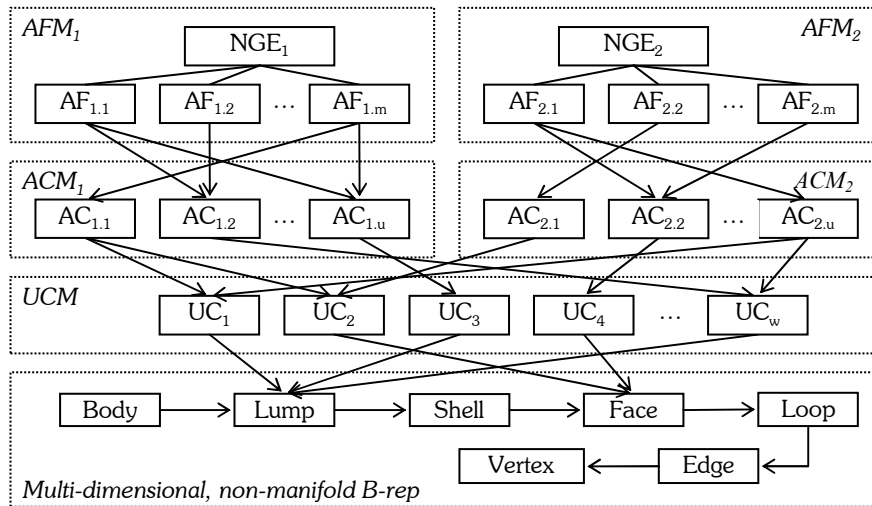 AFM₁
NGE₁
AF₁.₁ AF₁.₂ … AF₁.ₘ
NGE₂
AFM₂
AF₂.₁ AF₂.₂ … AF₂.ₘ
ACM₁
AC₁.₁ AC₁.₂ … AC₁.ᵤ
ACM₂
AC₂.₁ AC₂.₂ … AC₂.ᵤ
UCM
UC₁ UC₂ UC₃ UC₄ … UC_w
Body Lump Shell Face Loop
Vertex Edge
Multi-dimensional, non-manifold B-rep